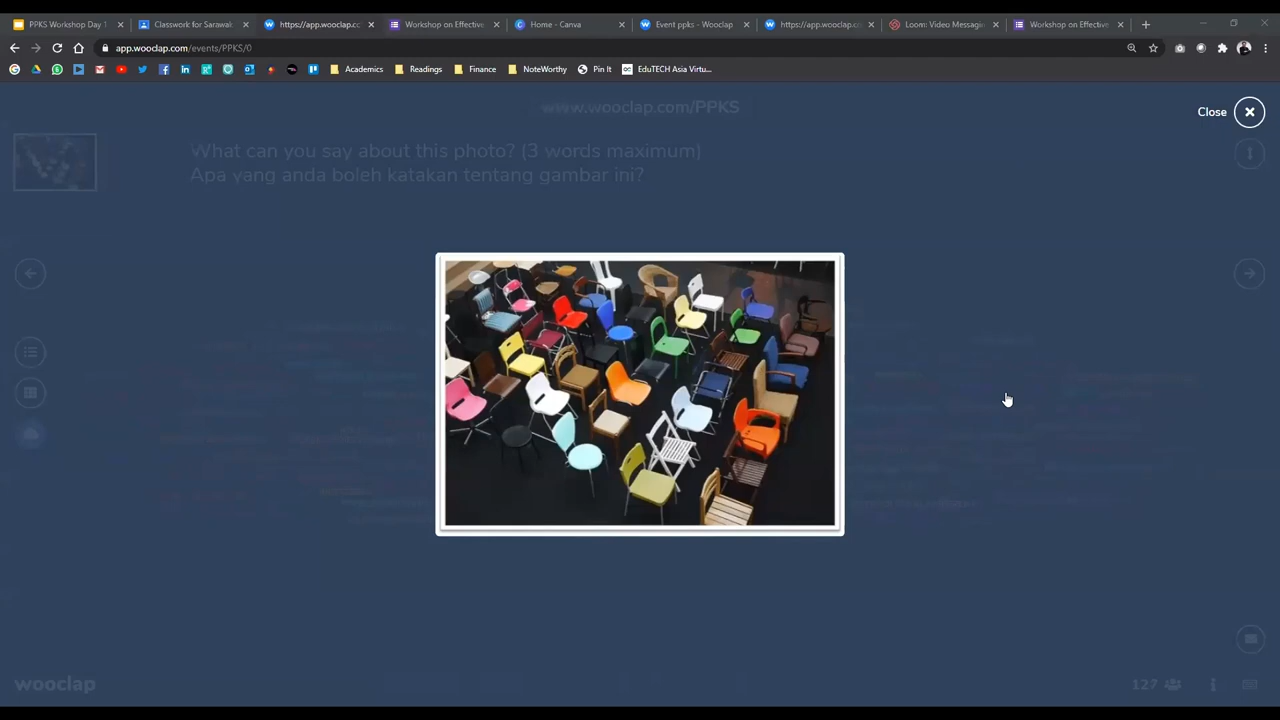 PPKS Workshop Day 1
Classwork for Sarawak
https://app.wooclap.cc
Workshop on Effective
Home - Canva
Event ppks - Wooclap
https://app.wooclap.co
Loom: Video Messagin
Workshop on Effective
app.wooclap.com/events/PPKS/0
Academics
Readings
Finance
NoteWorthy
Pin It
EduTECH Asia Virtu...
www.wooclap.com/PPKS
Close
What can you say about this photo? (3 words maximum)
Apa yang anda boleh katakan tentang gambar ini?
wooclap
127